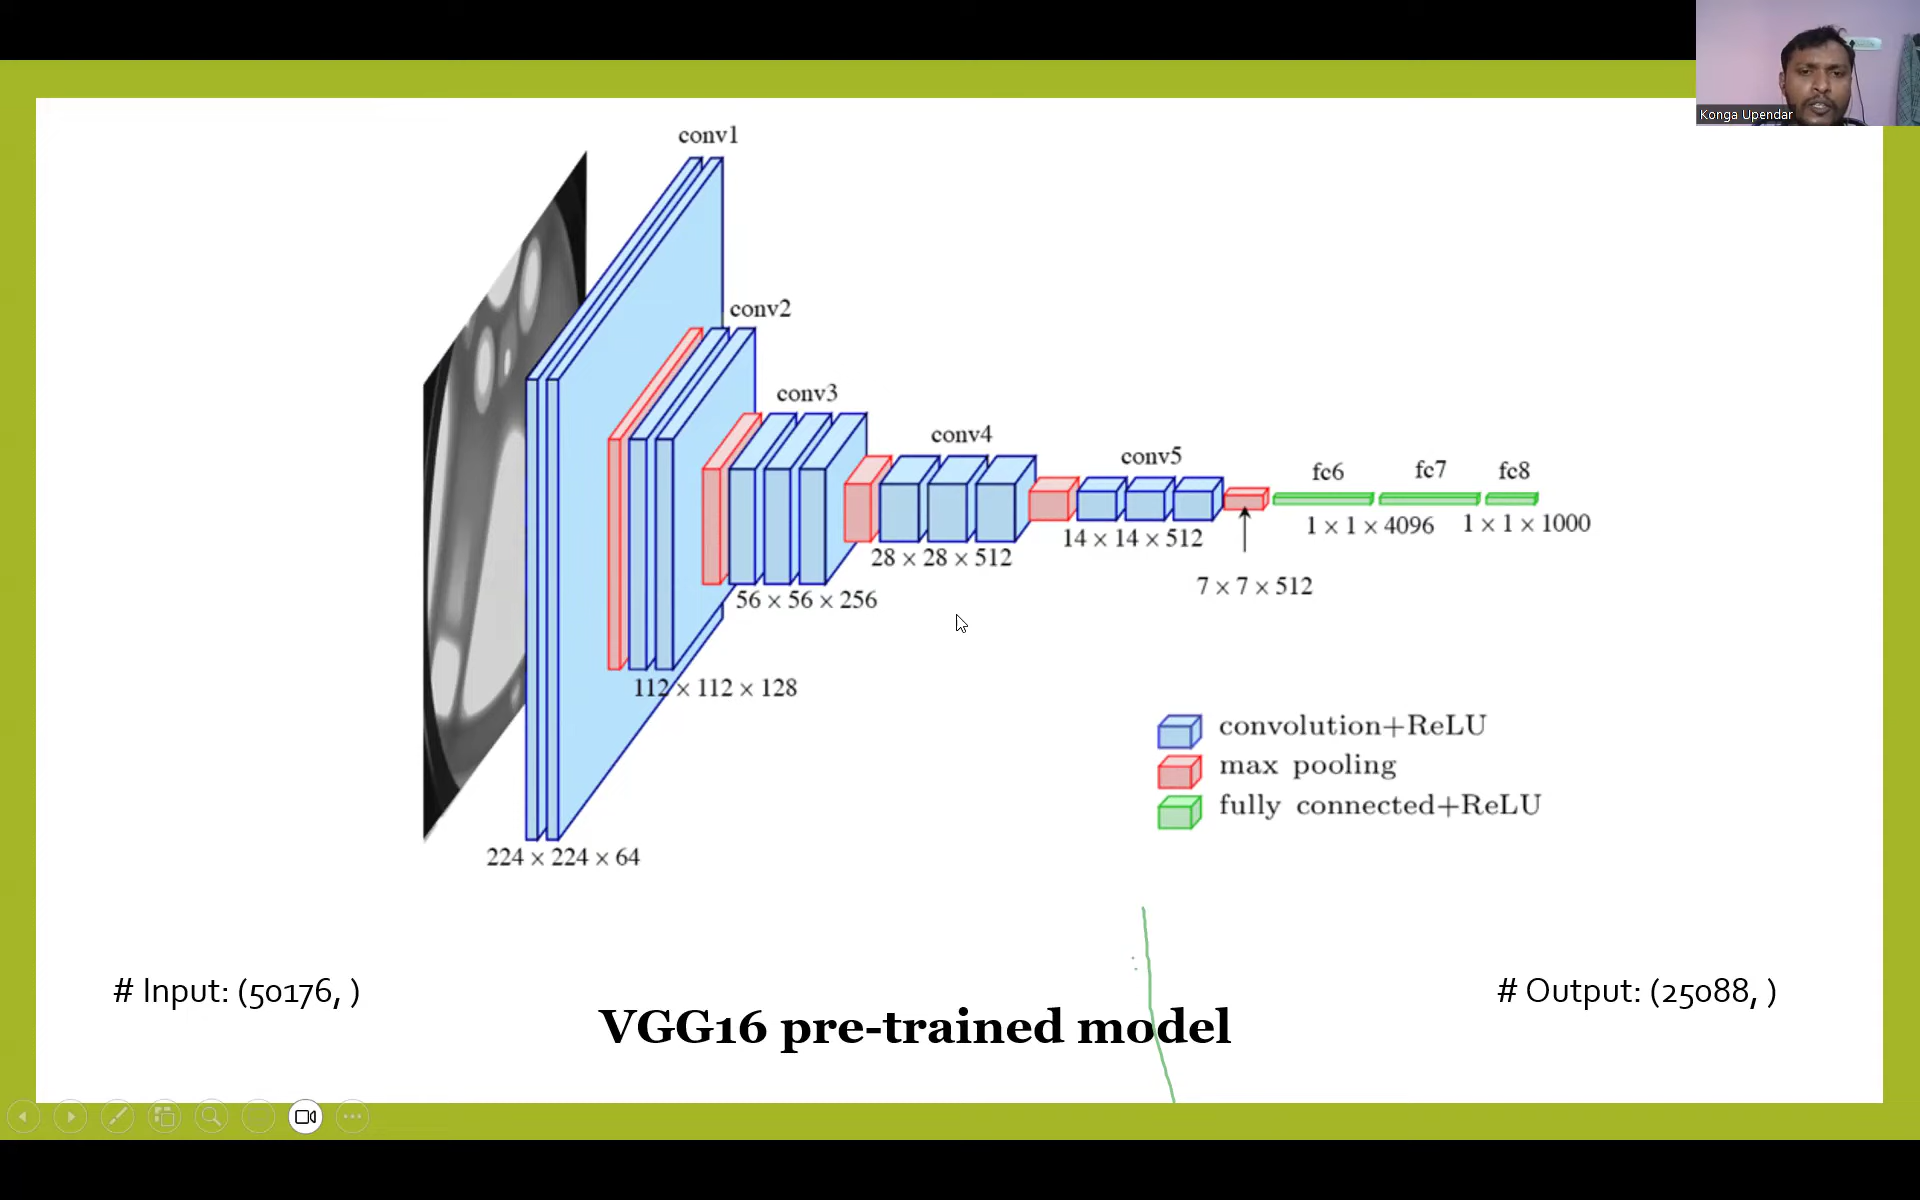 Konga Upendar
conv1
conv2
conv3
conv4
conv5
fc6
fc7
fc8
1 × 1 × 4096
1 × 1 × 1000
14 × 14 × 512
28 × 28 × 512
7 × 7 × 512
56 × 56 × 256
112 × 112 × 128
224 × 224 × 64
convolution+ReLU
max pooling
fully connected+ReLU
# Input: (50176, )
# Output: (25088, )
VGG16 pre-trained model